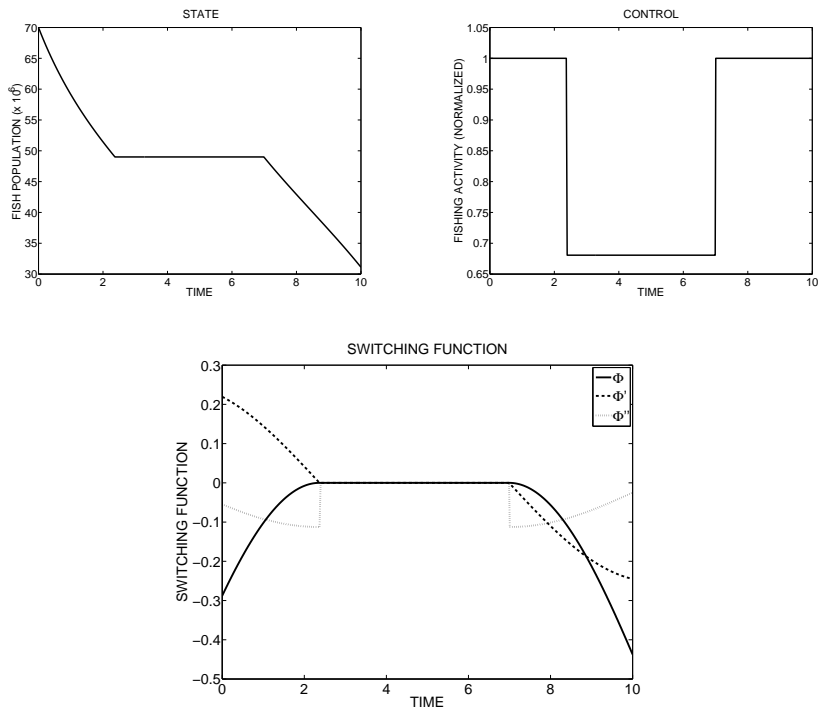 STATE
70
65
60
55
50
45
40
35
30
0 2 4 6 8 10
TIME
FISH POPULATION (x 10^6)
CONTROL
1.05
1
0.95
0.9
0.85
0.8
0.75
0.7
0.65
0 2 4 6 8 10
TIME
FISHING ACTIVITY (NORMALIZED)
SWITCHING FUNCTION
0.3
0.2
0.1
0
−0.1
−0.2
−0.3
−0.4
−0.5
0 2 4 6 8 10
TIME
SWITCHING FUNCTION
Φ
Φ'
Φ''